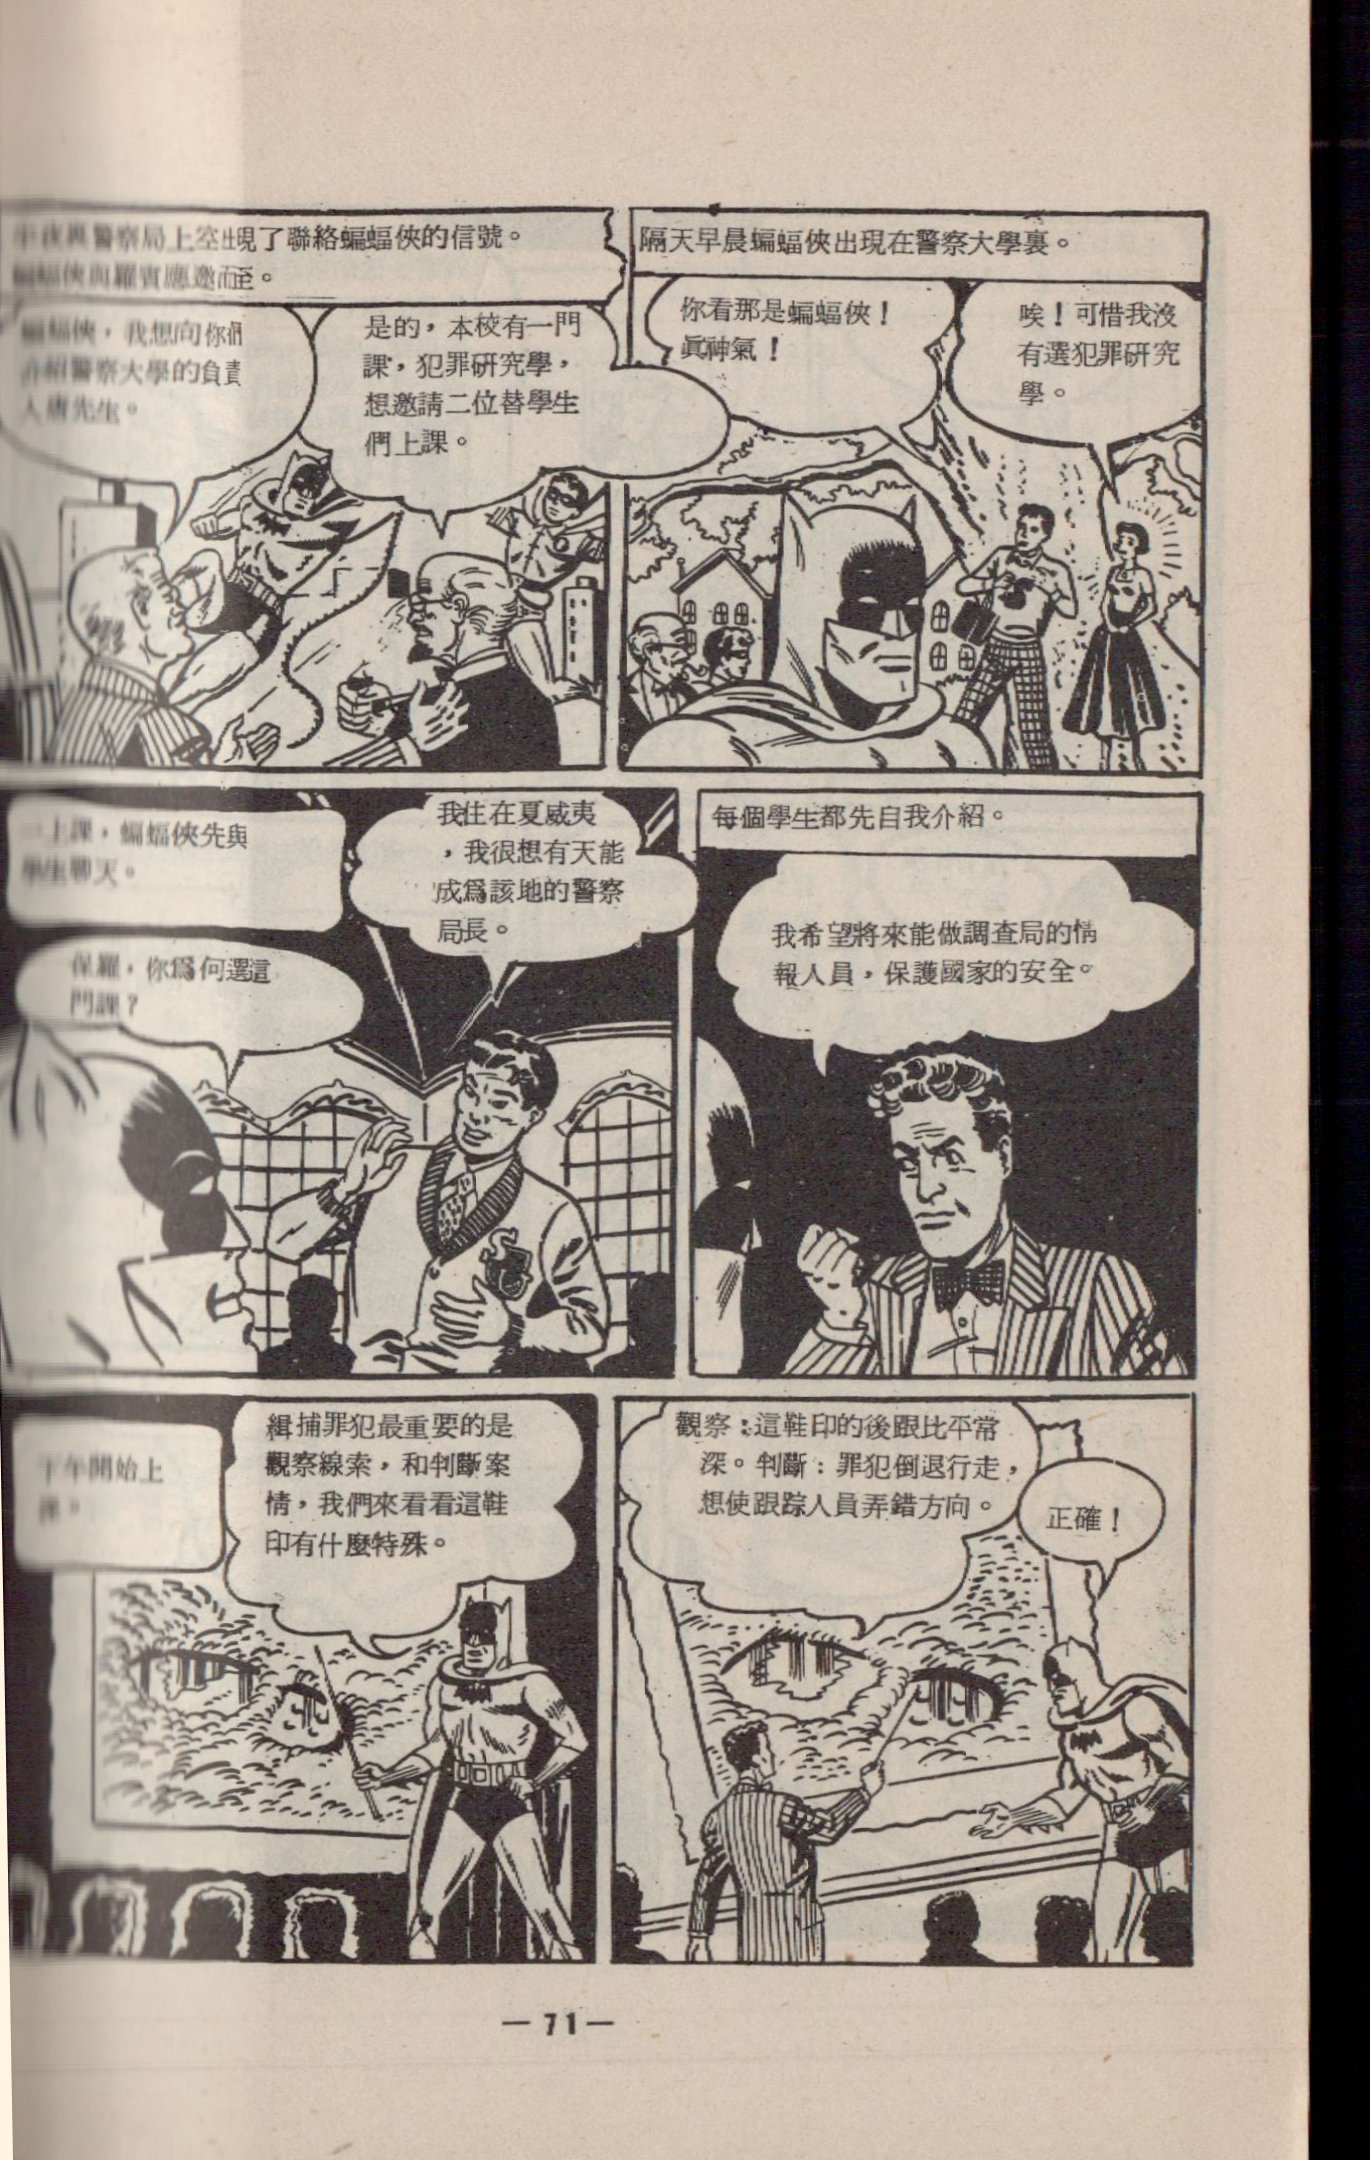 半夜與警察局上空出現了聯絡蝙蝠俠的信號。
蝙蝠俠與羅賓應邀而至。
蝙蝠俠，我想向你們
介紹警察大學的負責
人唐先生。
是的，本校有一門
課，犯罪研究學，
想邀請二位替學生
們上課。
隔天早晨蝙蝠俠出現在警察大學裏。
你看那是蝙蝠俠！
眞神氣！
唉！可惜我沒
有選犯罪研究
學。
一上課，蝙蝠俠先與
學生聊天。
保羅，你爲何選這
門課？
我住在夏威夷
，我很想有天能
成爲該地的警察
局長。
每個學生都先自我介紹。
我希望將來能做調查局的情
報人員，保護國家的安全。
下午開始上
課。
緝捕罪犯最重要的是
觀察線索，和判斷案
情，我們來看看這鞋
印有什麼特殊。
觀察：這鞋印的後跟比平常
深。判斷：罪犯倒退行走，
想使跟踪人員弄錯方向。
正確！
— 71 —